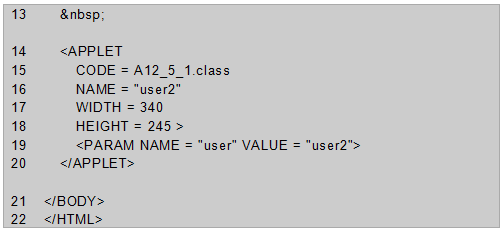 13 &nbsp;
14 <APPLET
15 CODE = A12_5_1.class
16 NAME = "user2"
17 WIDTH = 340
18 HEIGHT = 245 >
19 <PARAM NAME = "user" VALUE = "user2">
20 </APPLET>
21 </BODY>
22 </HTML>